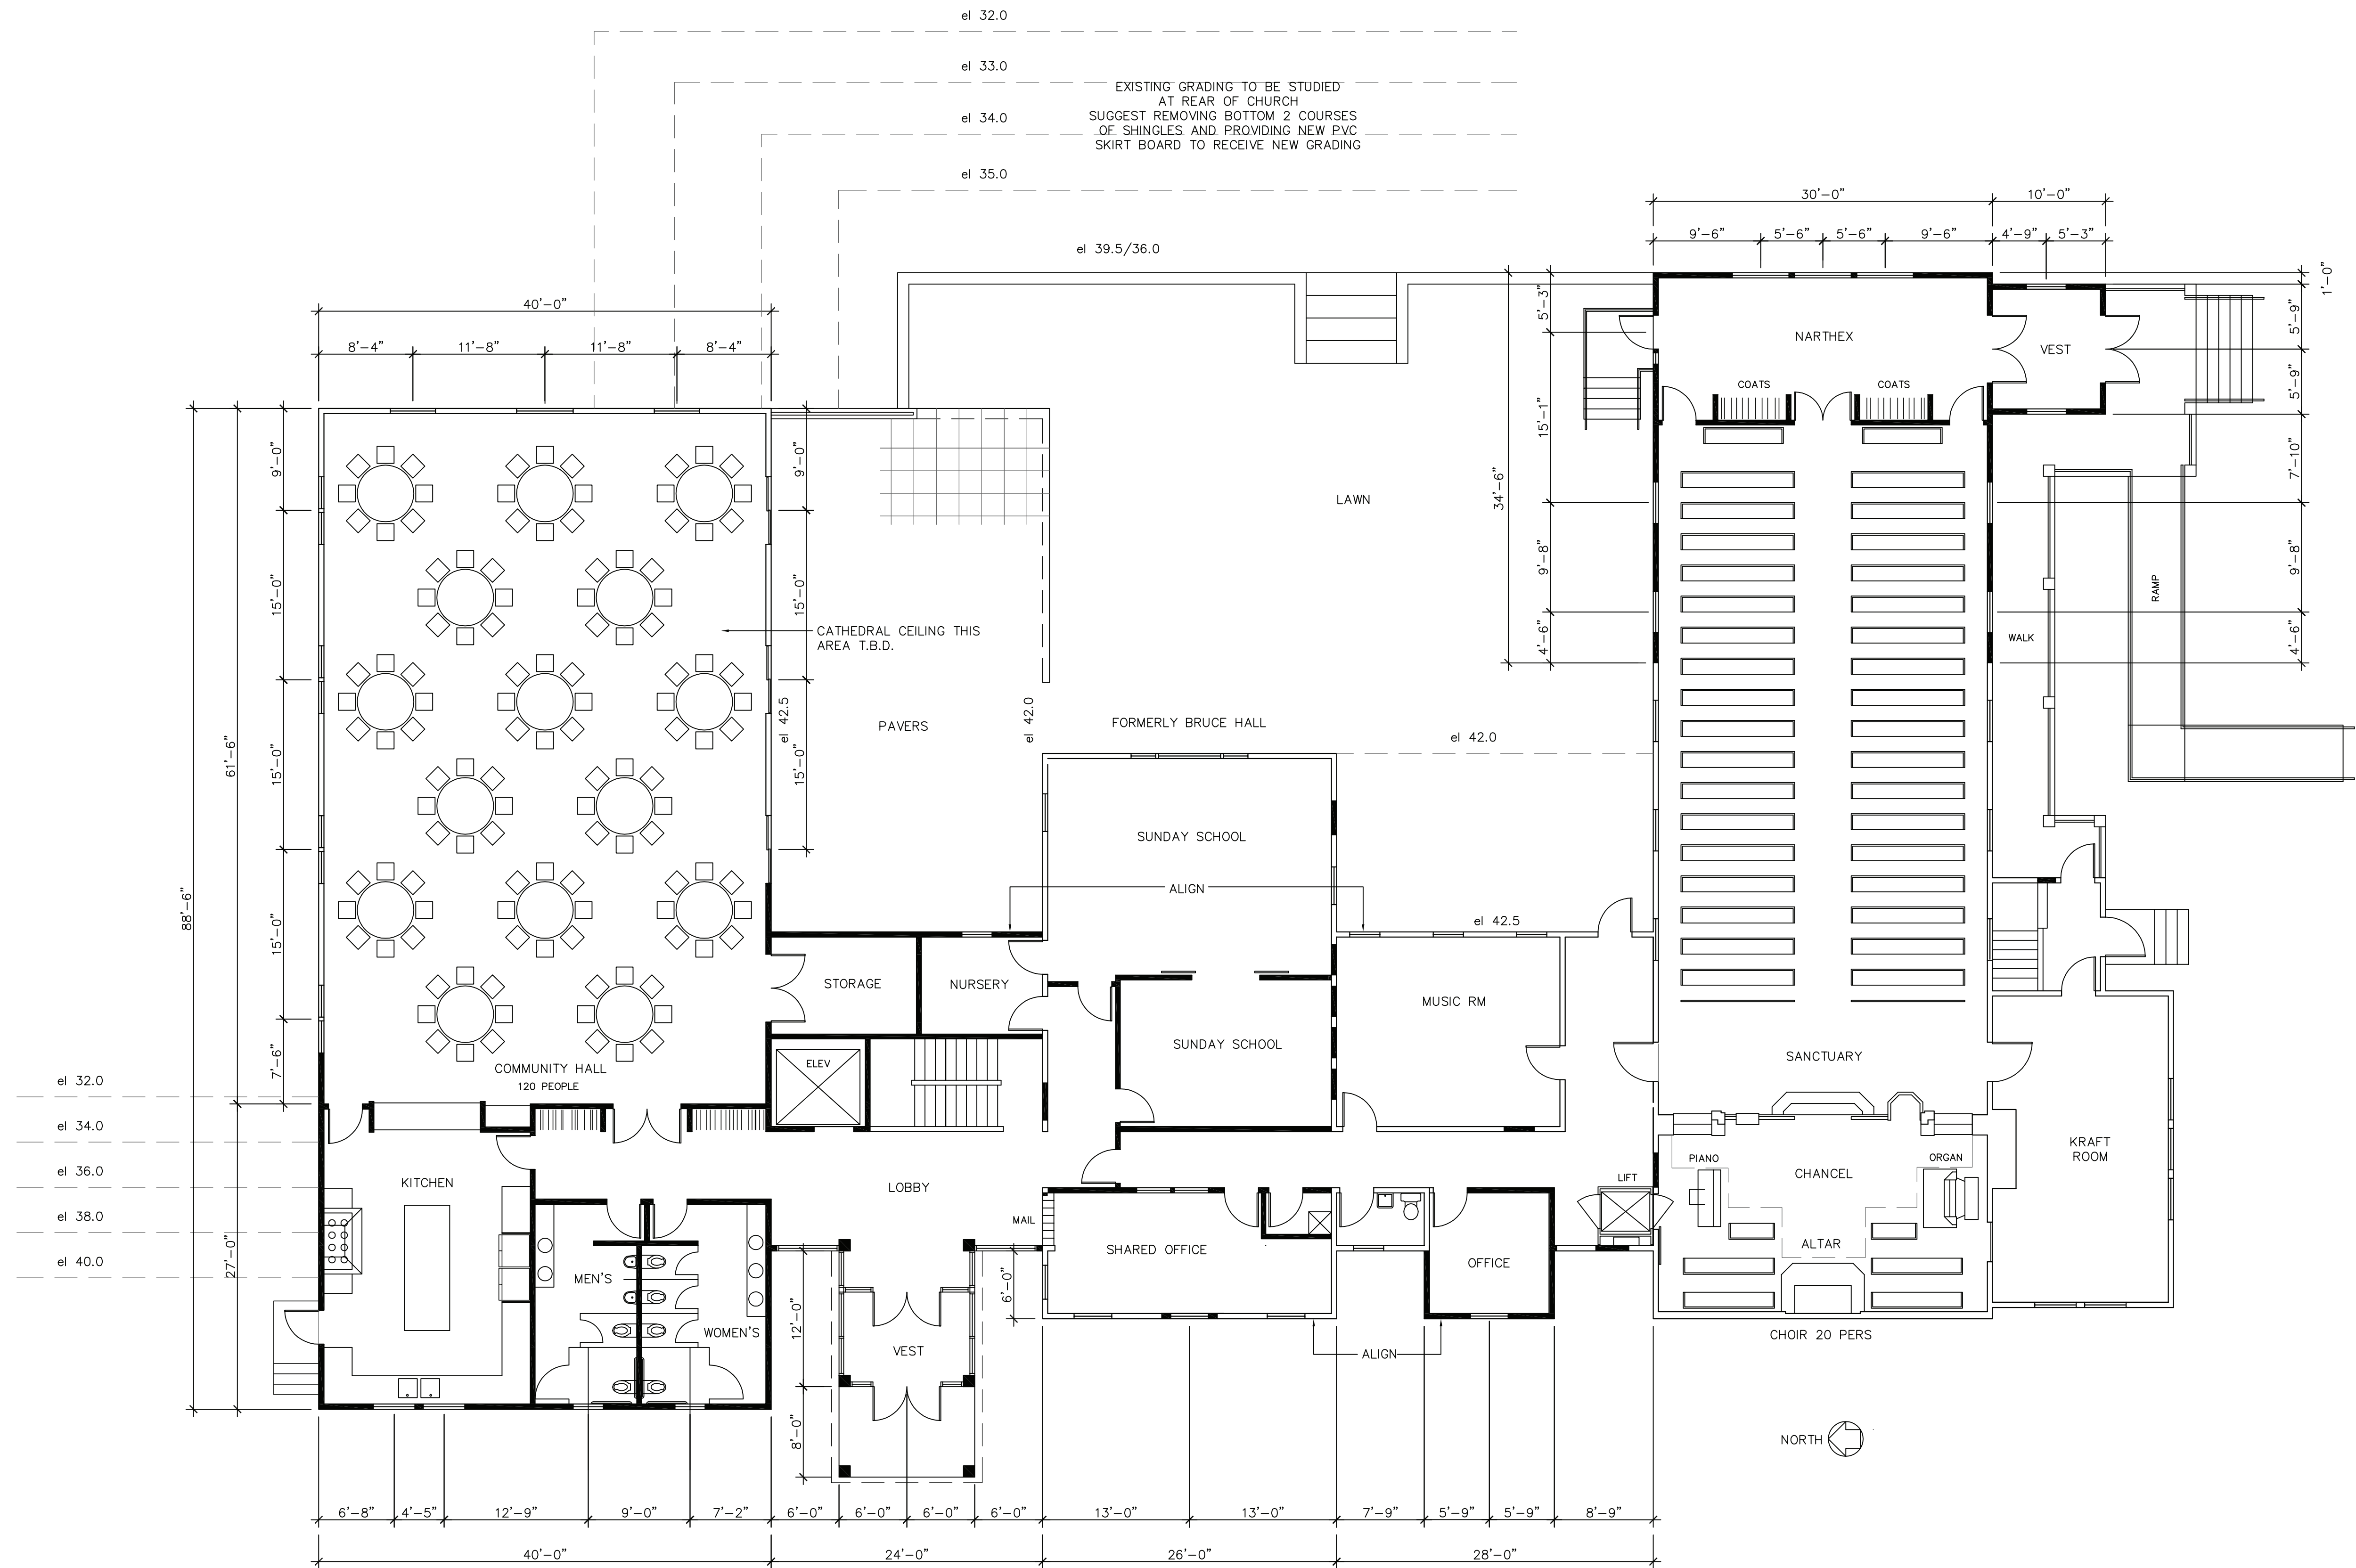 el 32.0
el 33.0
EXISTING GRADING TO BE STUDIED
AT REAR OF CHURCH
el 34.0
SUGGEST REMOVING BOTTOM 2 COURSES
OF SHINGLES AND PROVIDING NEW PVC
SKIRT BOARD TO RECEIVE NEW GRADING
el 35.0
30'-0"
10'-0"
9'-6"
5'-6"
5'-6"
9'-6"
4'-9"
5'-3"
el 39.5/36.0
1'-0"
40'-0"
5'-3"
5'-9"
8'-4"
11'-8"
11'-8"
8'-4"
NARTHEX
VEST
COATS
COATS
5'-9"
15'-1"
9'-0"
9'-0"
7'-10"
34'-6"
LAWN
9'-8"
9'-8"
15'-0"
15'-0"
RAMP
CATHEDRAL CEILING THIS
AREA T.B.D.
4'-6"
WALK
4'-6"
el 42.5
el 42.0
PAVERS
FORMERLY BRUCE HALL
el 42.0
61'-6"
15'-0"
15'-0"
SUNDAY SCHOOL
ALIGN
88'-6"
15'-0"
el 42.5
STORAGE
NURSERY
MUSIC RM
SUNDAY SCHOOL
7'-6"
COMMUNITY HALL
120 PEOPLE
ELEV
SANCTUARY
el 32.0
el 34.0
el 36.0
el 38.0
el 40.0
KRAFT
ROOM
PIANO
ORGAN
CHANCEL
KITCHEN
LOBBY
LIFT
MAIL
SHARED OFFICE
ALTAR
27'-0"
MEN'S
OFFICE
6'-0"
12'-0"
WOMEN'S
VEST
ALIGN
CHOIR 20 PERS
8'-0"
NORTH
6'-8"
4'-5"
12'-9"
9'-0"
7'-2"
6'-0"
6'-0"
6'-0"
6'-0"
13'-0"
13'-0"
7'-9"
5'-9"
5'-9"
8'-9"
40'-0"
24'-0"
26'-0"
28'-0"